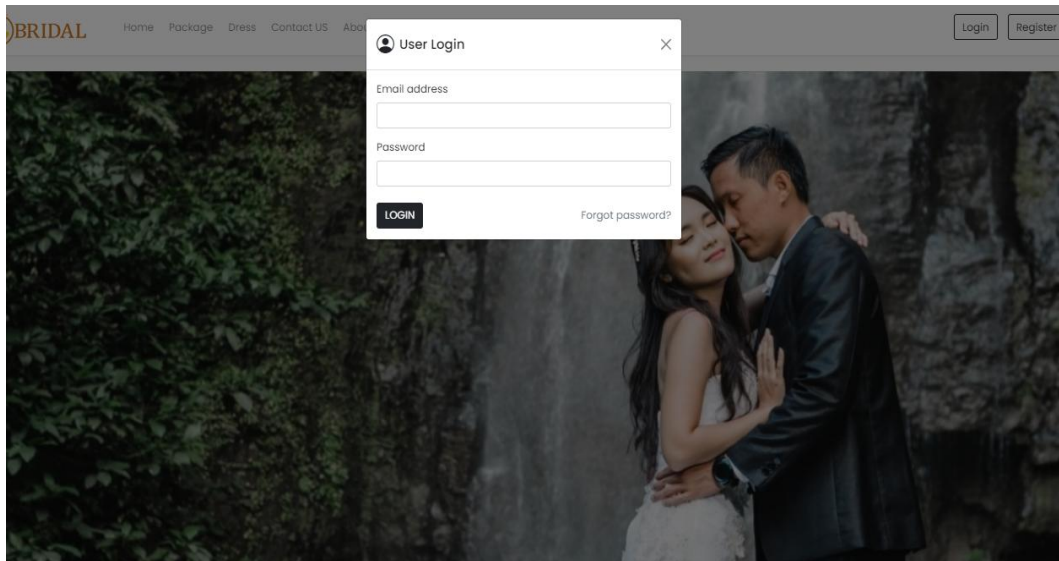 BRIDAL
Home Package Dress Contact US
Login Register
User Login
Email address
Password
LOGIN Forgot password?